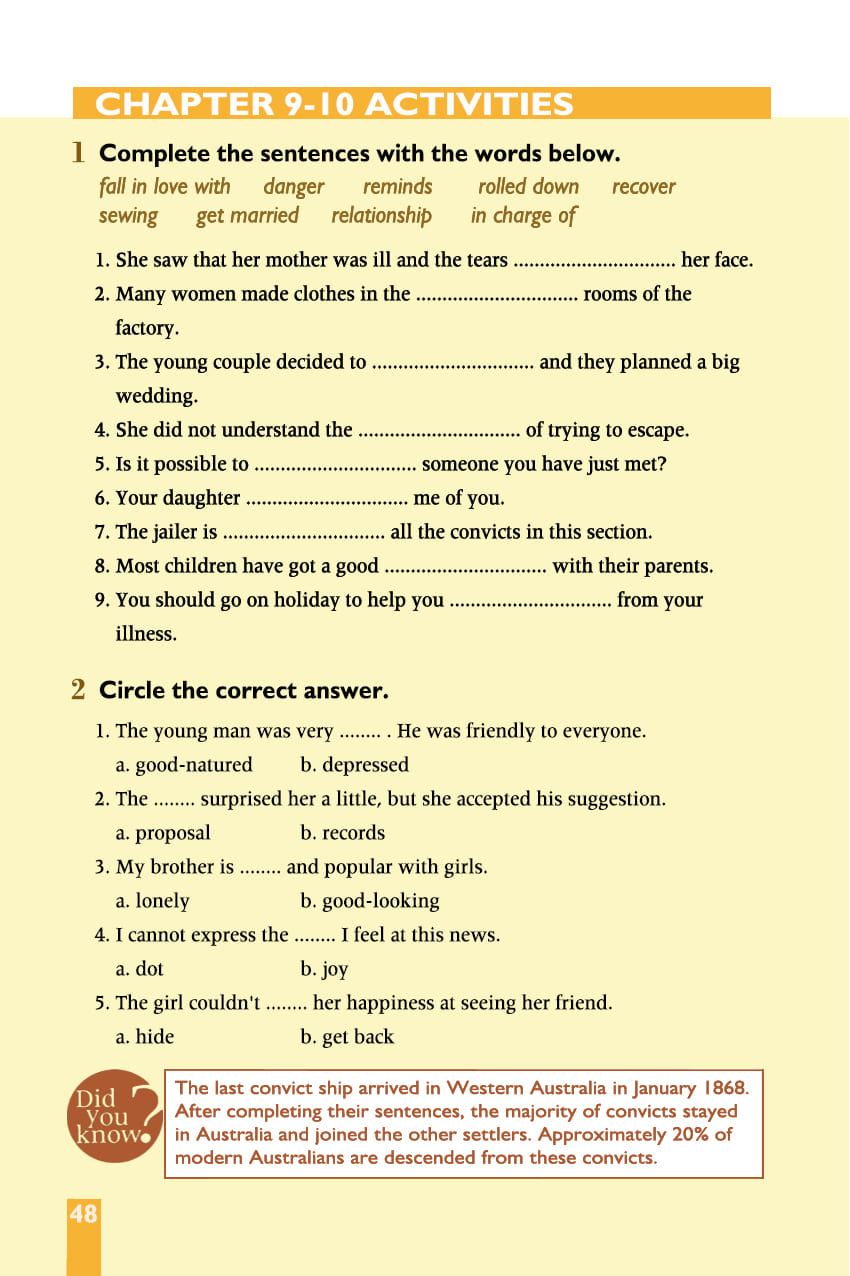 CHAPTER 9-10 ACTIVITIES
1 Complete the sentences with the words below.
fall in love with danger reminds rolled down recover
sewing get married relationship in charge of
1. She saw that her mother was ill and the tears ............................... her face.
2. Many women made clothes in the ............................... rooms of the
factory.
3. The young couple decided to ............................... and they planned a big
wedding.
4. She did not understand the ............................... of trying to escape.
5. Is it possible to ............................... someone you have just met?
6. Your daughter ............................... me of you.
7. The jailer is ............................... all the convicts in this section.
8. Most children have got a good ............................... with their parents.
9. You should go on holiday to help you ............................... from your
illness.
2 Circle the correct answer.
1. The young man was very ........ . He was friendly to everyone.
a. good-natured b. depressed
2. The ........ surprised her a little, but she accepted his suggestion.
a. proposal b. records
3. My brother is ........ and popular with girls.
a. lonely b. good-looking
4. I cannot express the ........ I feel at this news.
a. dot b. joy
5. The girl couldn't ........ her happiness at seeing her friend.
a. hide b. get back
Did
you
know?
The last convict ship arrived in Western Australia in January 1868.
After completing their sentences, the majority of convicts stayed
in Australia and joined the other settlers. Approximately 20% of
modern Australians are descended from these convicts.
48